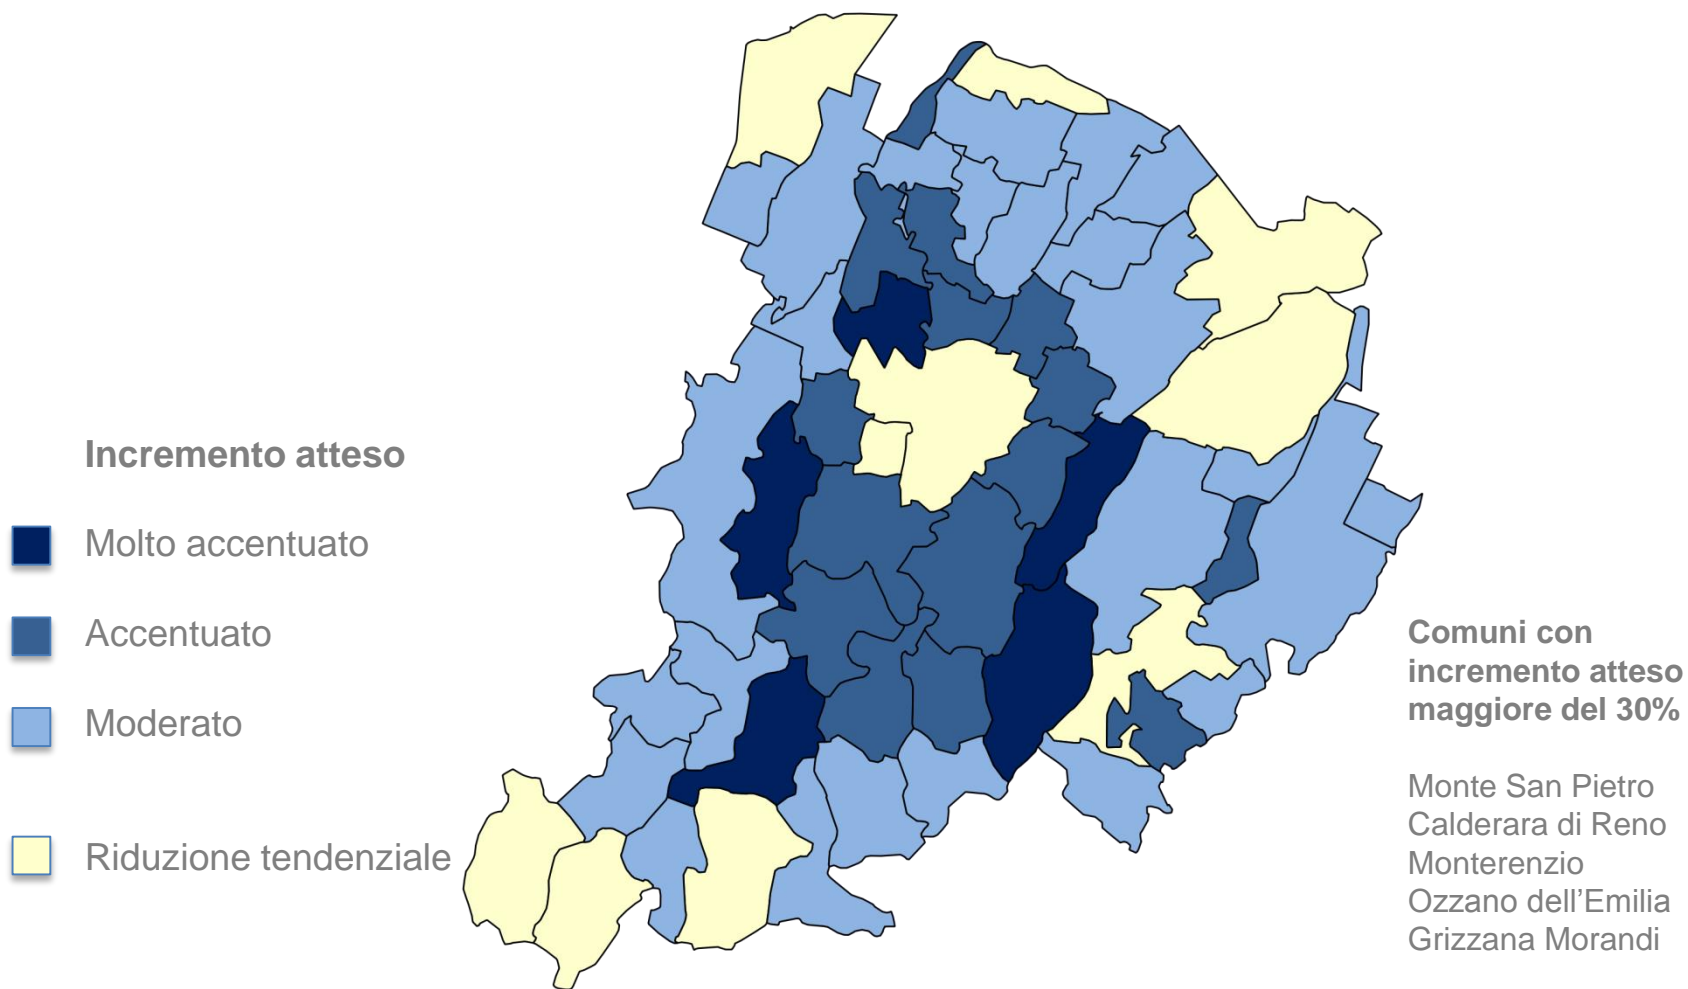 Incremento atteso
Molto accentuato
Accentuato
Moderato
Riduzione tendenziale
Comuni con
incremento atteso
maggiore del 30%
Monte San Pietro
Calderara di Reno
Monterenzio
Ozzano dell’Emilia
Grizzana Morandi